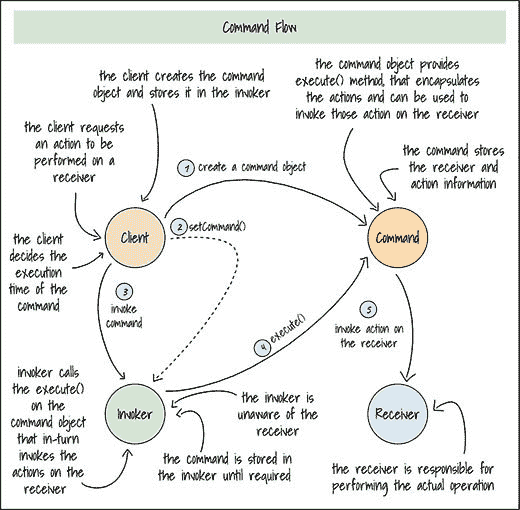 Command Flow
the client creates the command
object and stores it in the invoker
the command object provides
execute() method, that encapsulates
the actions and can be used to
invoke those action on the receiver
the client requests
an action to be
performed on a
receiver
the command stores
the receiver and
action information
1 create a command object
Client
2 setCommand()
Command
the client
decides the
execution
time of the
command
3
invoke
command
4 execute()
5
invoke action on
the receiver
invoker calls
the execute()
on the
command object
that in-turn
invokes the
actions on the
receiver
Invoker
the invoker is
unaware of the
receiver
Receiver
the command is stored in
the invoker until required
the receiver is responsible for
performing the actual operation